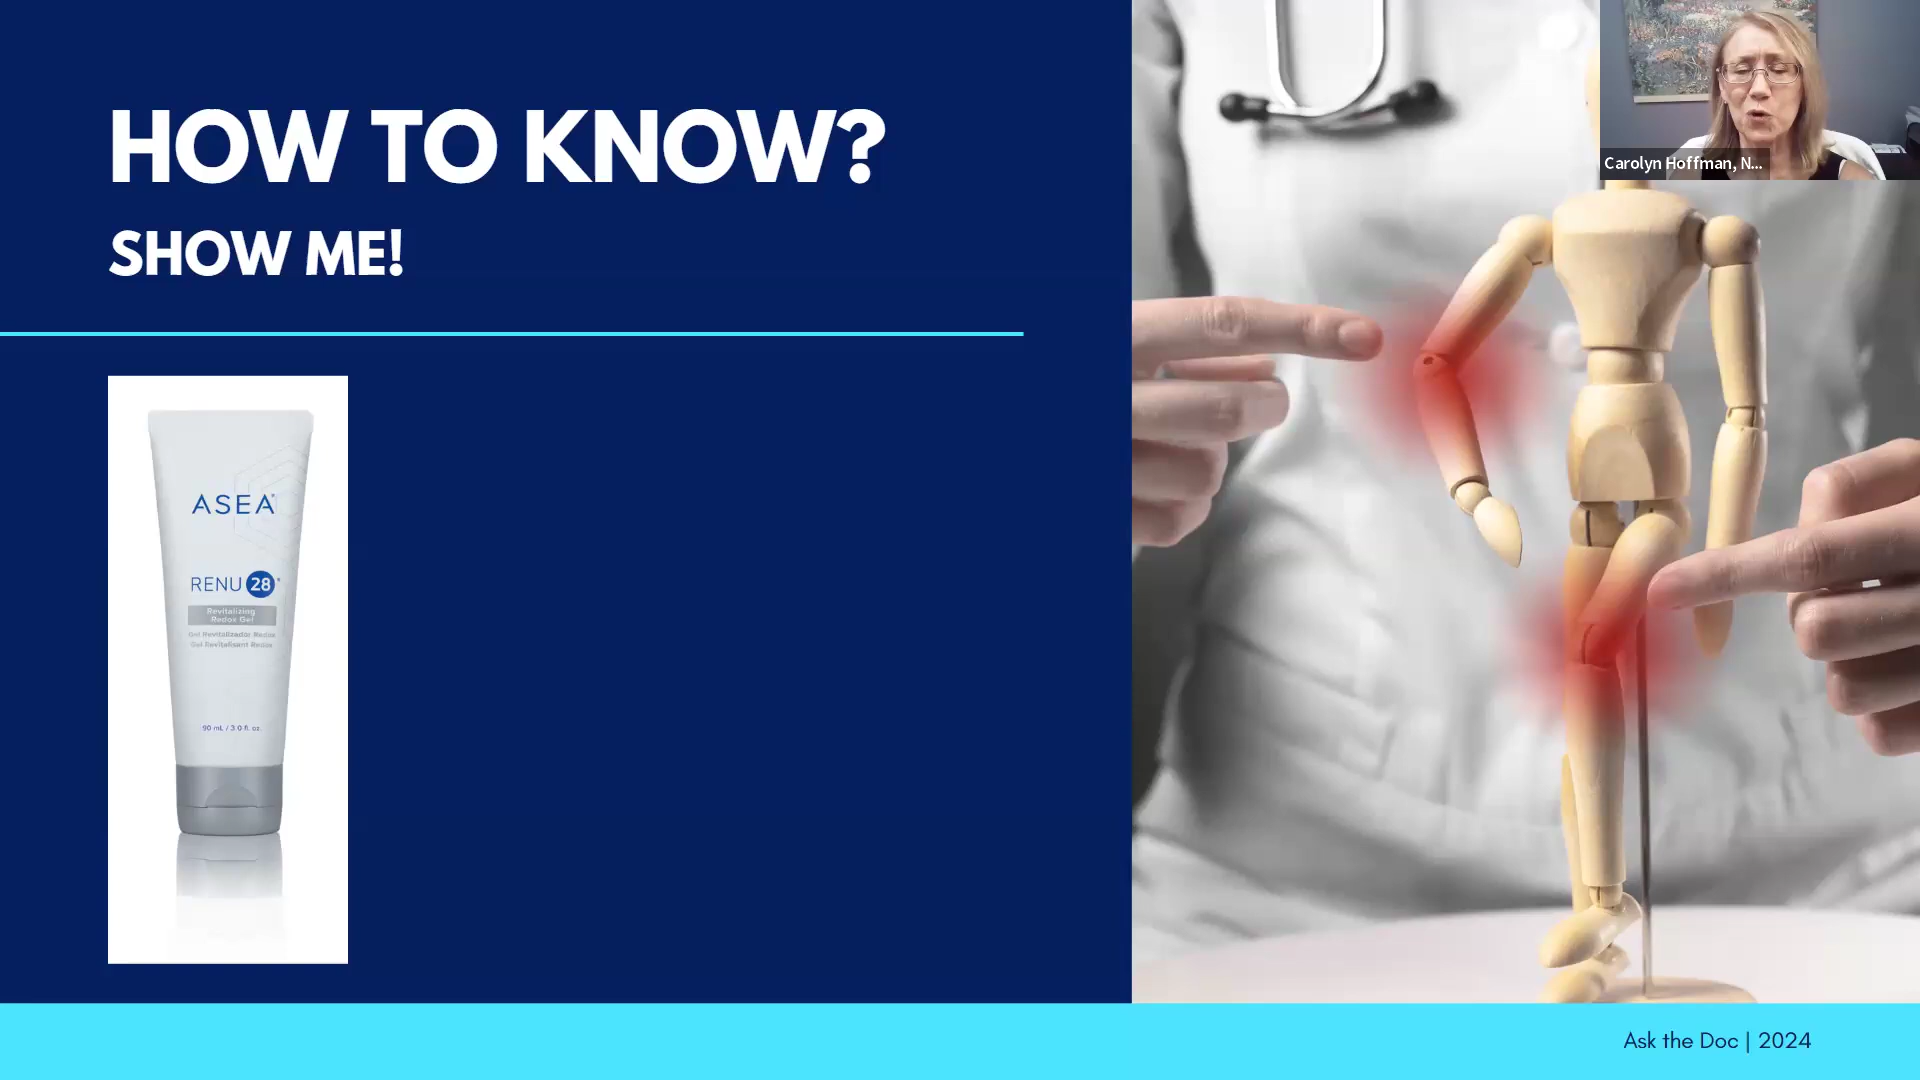 HOW TO KNOW?
SHOW ME!
Carolyn Hoffman, N...
ASEA
RENU 28
Revitalizing
Redox Gel
Gel Revitalizador Redox
Gel Revitalisant Redox
90 mL / 3.0 fl. oz.
Ask the Doc | 2024